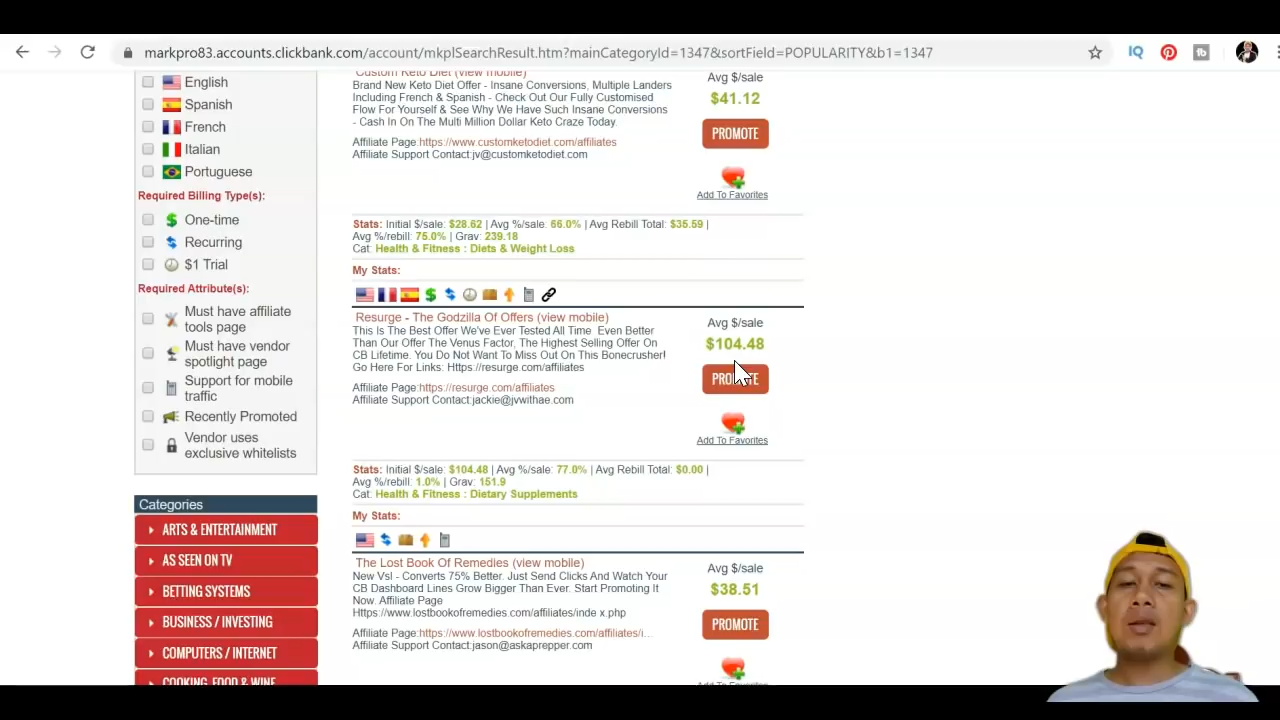 markpro83.accounts.clickbank.com/account/mkplSearchResult.htm?mainCategoryId=1347&sortField=POPULARITY&b1=1347
English
Spanish
French
Italian
Portuguese
Required Billing Type(s):
One-time
Recurring
$1 Trial
Required Attribute(s):
Must have affiliate
tools page
Must have vendor
spotlight page
Support for mobile
traffic
Recently Promoted
Vendor uses
exclusive whitelists
Categories
ARTS & ENTERTAINMENT
AS SEEN ON TV
BETTING SYSTEMS
BUSINESS / INVESTING
COMPUTERS / INTERNET
COOKING, FOOD & WINE
Custom Keto Diet (view mobile)
Brand New Keto Diet Offer - Insane Conversions, Multiple Landers
Including French & Spanish - Check Out Our Fully Customised
Flow For Yourself & See Why We Have Such Insane Conversions
- Cash In On The Multi Million Dollar Keto Craze Today.
Affiliate Page:https://www.customketodiet.com/affiliates
Affiliate Support Contact:jv@customketodiet.com
Avg $/sale
$41.12
PROMOTE
Add To Favorites
Stats: Initial $/sale: $28.62 | Avg %/sale: 66.0% | Avg Rebill Total: $35.59 |
Avg %/rebill: 75.0% | Grav: 239.18
Cat: Health & Fitness : Diets & Weight Loss
My Stats:
Resurge - The Godzilla Of Offers (view mobile)
This Is The Best Offer We've Ever Tested All Time Even Better
Than Our Offer The Venus Factor, The Highest Selling Offer On
CB Lifetime. You Do Not Want To Miss Out On This Bonecrusher!
Go Here For Links: Https://resurge.com/affiliates
Affiliate Page:https://resurge.com/affiliates
Affiliate Support Contact:jackie@jvwithae.com
Avg $/sale
$104.48
PROMOTE
Add To Favorites
Stats: Initial $/sale: $104.48 | Avg %/sale: 77.0% | Avg Rebill Total: $0.00 |
Avg %/rebill: 1.0% | Grav: 151.9
Cat: Health & Fitness : Dietary Supplements
My Stats:
The Lost Book Of Remedies (view mobile)
New Vsl - Converts 75% Better. Just Send Clicks And Watch Your
CB Dashboard Lines Grow Bigger Than Ever. Start Promoting It
Now. Affiliate Page
Https://www.lostbookofremedies.com/affiliates/inde x.php
Affiliate Page:https://www.lostbookofremedies.com/affiliates/i...
Affiliate Support Contact:jason@askaprepper.com
Avg $/sale
$38.51
PROMOTE
Add To Favorites